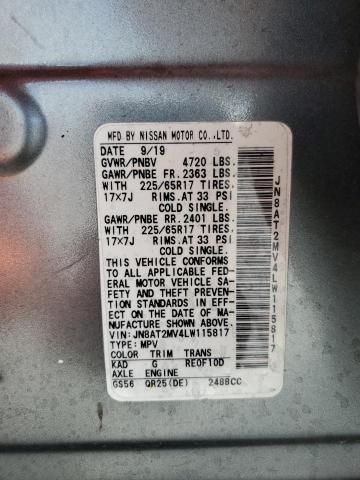 MFD BY NISSAN MOTOR CO.,LTD.
DATE 9/19
GVWR/PNBV 4720 LBS.
GAWR/PNBE FR. 2363 LBS.
WITH 225/65R17 TIRES.
17×7J RIMS.AT 33 PSI
COLD SINGLE.
GAWR/PNBE RR. 2401 LBS.
WITH 225/65R17 TIRES.
17×7J RIMS.AT 33 PSI
COLD SINGLE.
THIS VEHICLE CONFORMS
TO ALL APPLICABLE FED-
ERAL MOTOR VEHICLE SA-
FETY AND THEFT PREVEN-
TION STANDARDS IN EFF-
ECT ON THE DATE OF MA-
NUFACTURE SHOWN ABOVE.
VIN:JN8AT2MV4LW115817
TYPE:MPV
COLOR TRIM TRANS
KAD G RE0F10D
AXLE ENGINE
GS56 QR25(DE) 2488CC
JN8AT2MV4LW115817